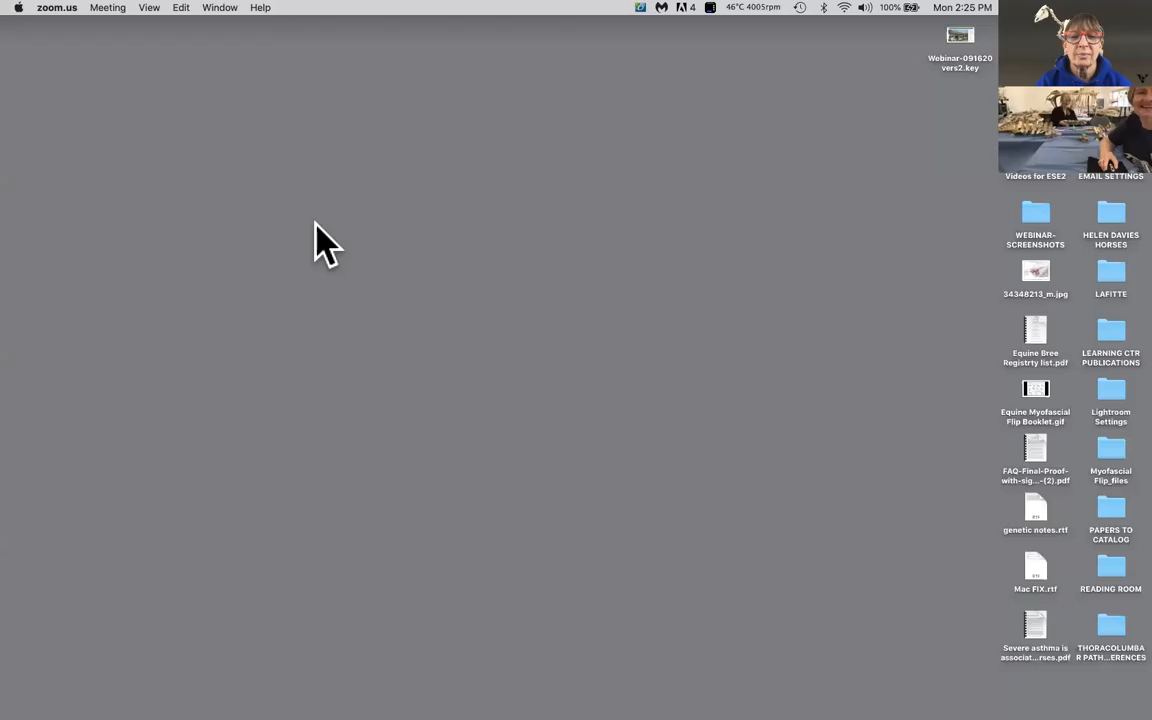 zoom.us Meeting View Edit Window Help 4 46°C 4005rpm 100% Mon 2:25 PM
Webinar-091620
vers2.key
Videos for ESE2 EMAIL SETTINGS
WEBINAR-
SCREENSHOTS
HELEN DAVIES
HORSES
34348213_m.jpg
LAFITTE
Equine Bree
Registrty list.pdf
LEARNING CTR
PUBLICATIONS
Equine Myofascial
Flip Booklet.gif
Lightroom
Settings
FAQ-Final-Proof-
with-sig...-(2).pdf
Myofascial
Flip_files
genetic notes.rtf
PAPERS TO
CATALOG
Mac FIX.rtf
READING ROOM
Severe asthma is
associat...rses.pdf
THORACOLUMBA
R PATH...ERENCES